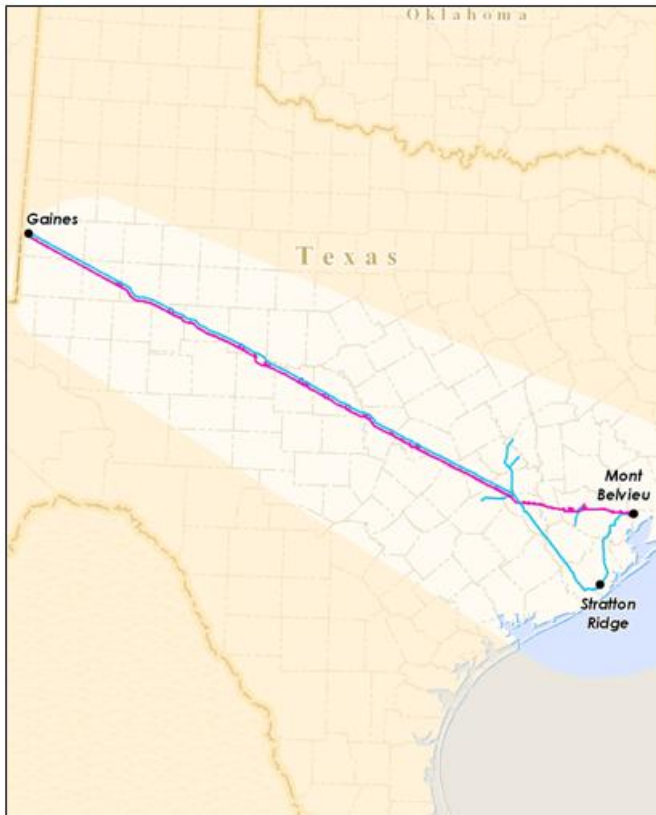 Oklahoma
Gaines
Texas
Mont
Belvieu
Stratton
Ridge